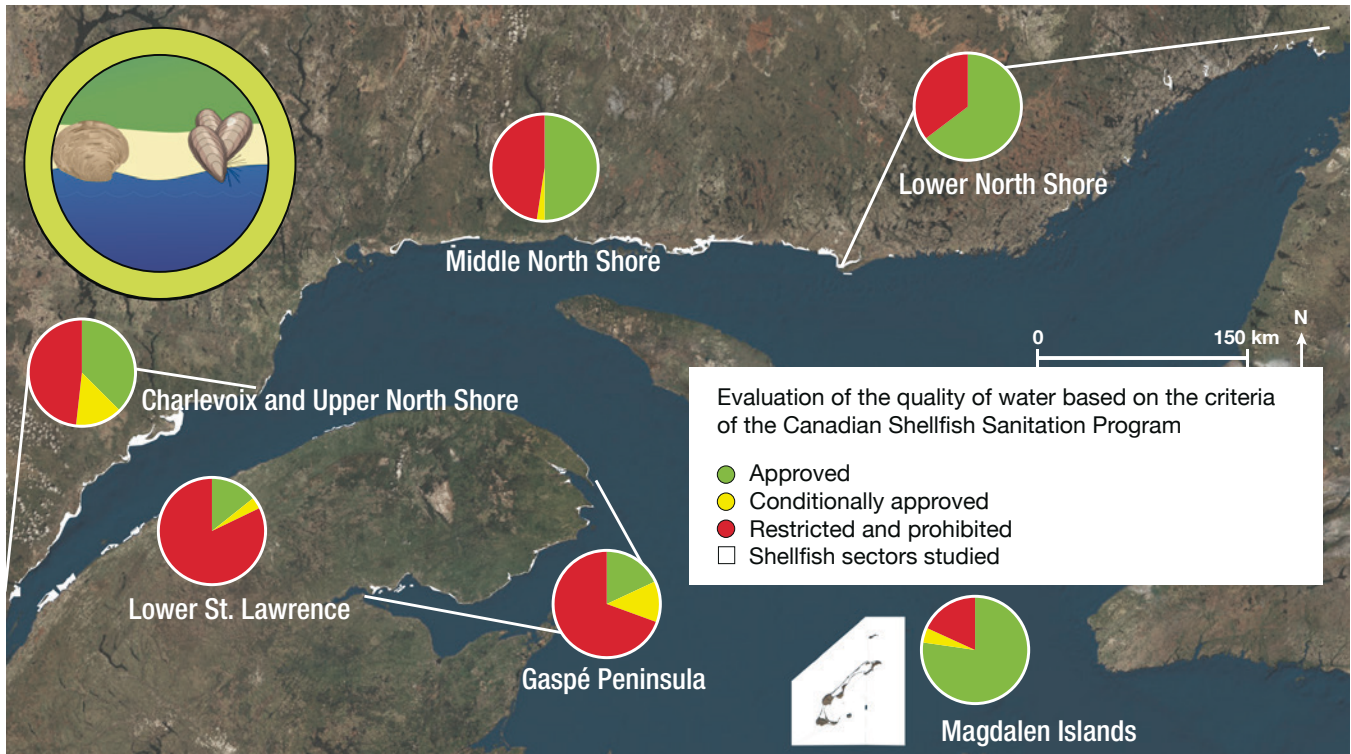 Lower North Shore
Middle North Shore
0 150 km N
Charlevoix and Upper North Shore
Evaluation of the quality of water based on the criteria
of the Canadian Shellfish Sanitation Program
Approved
Conditionally approved
Restricted and prohibited
Shellfish sectors studied
Lower St. Lawrence
Gaspé Peninsula
Magdalen Islands